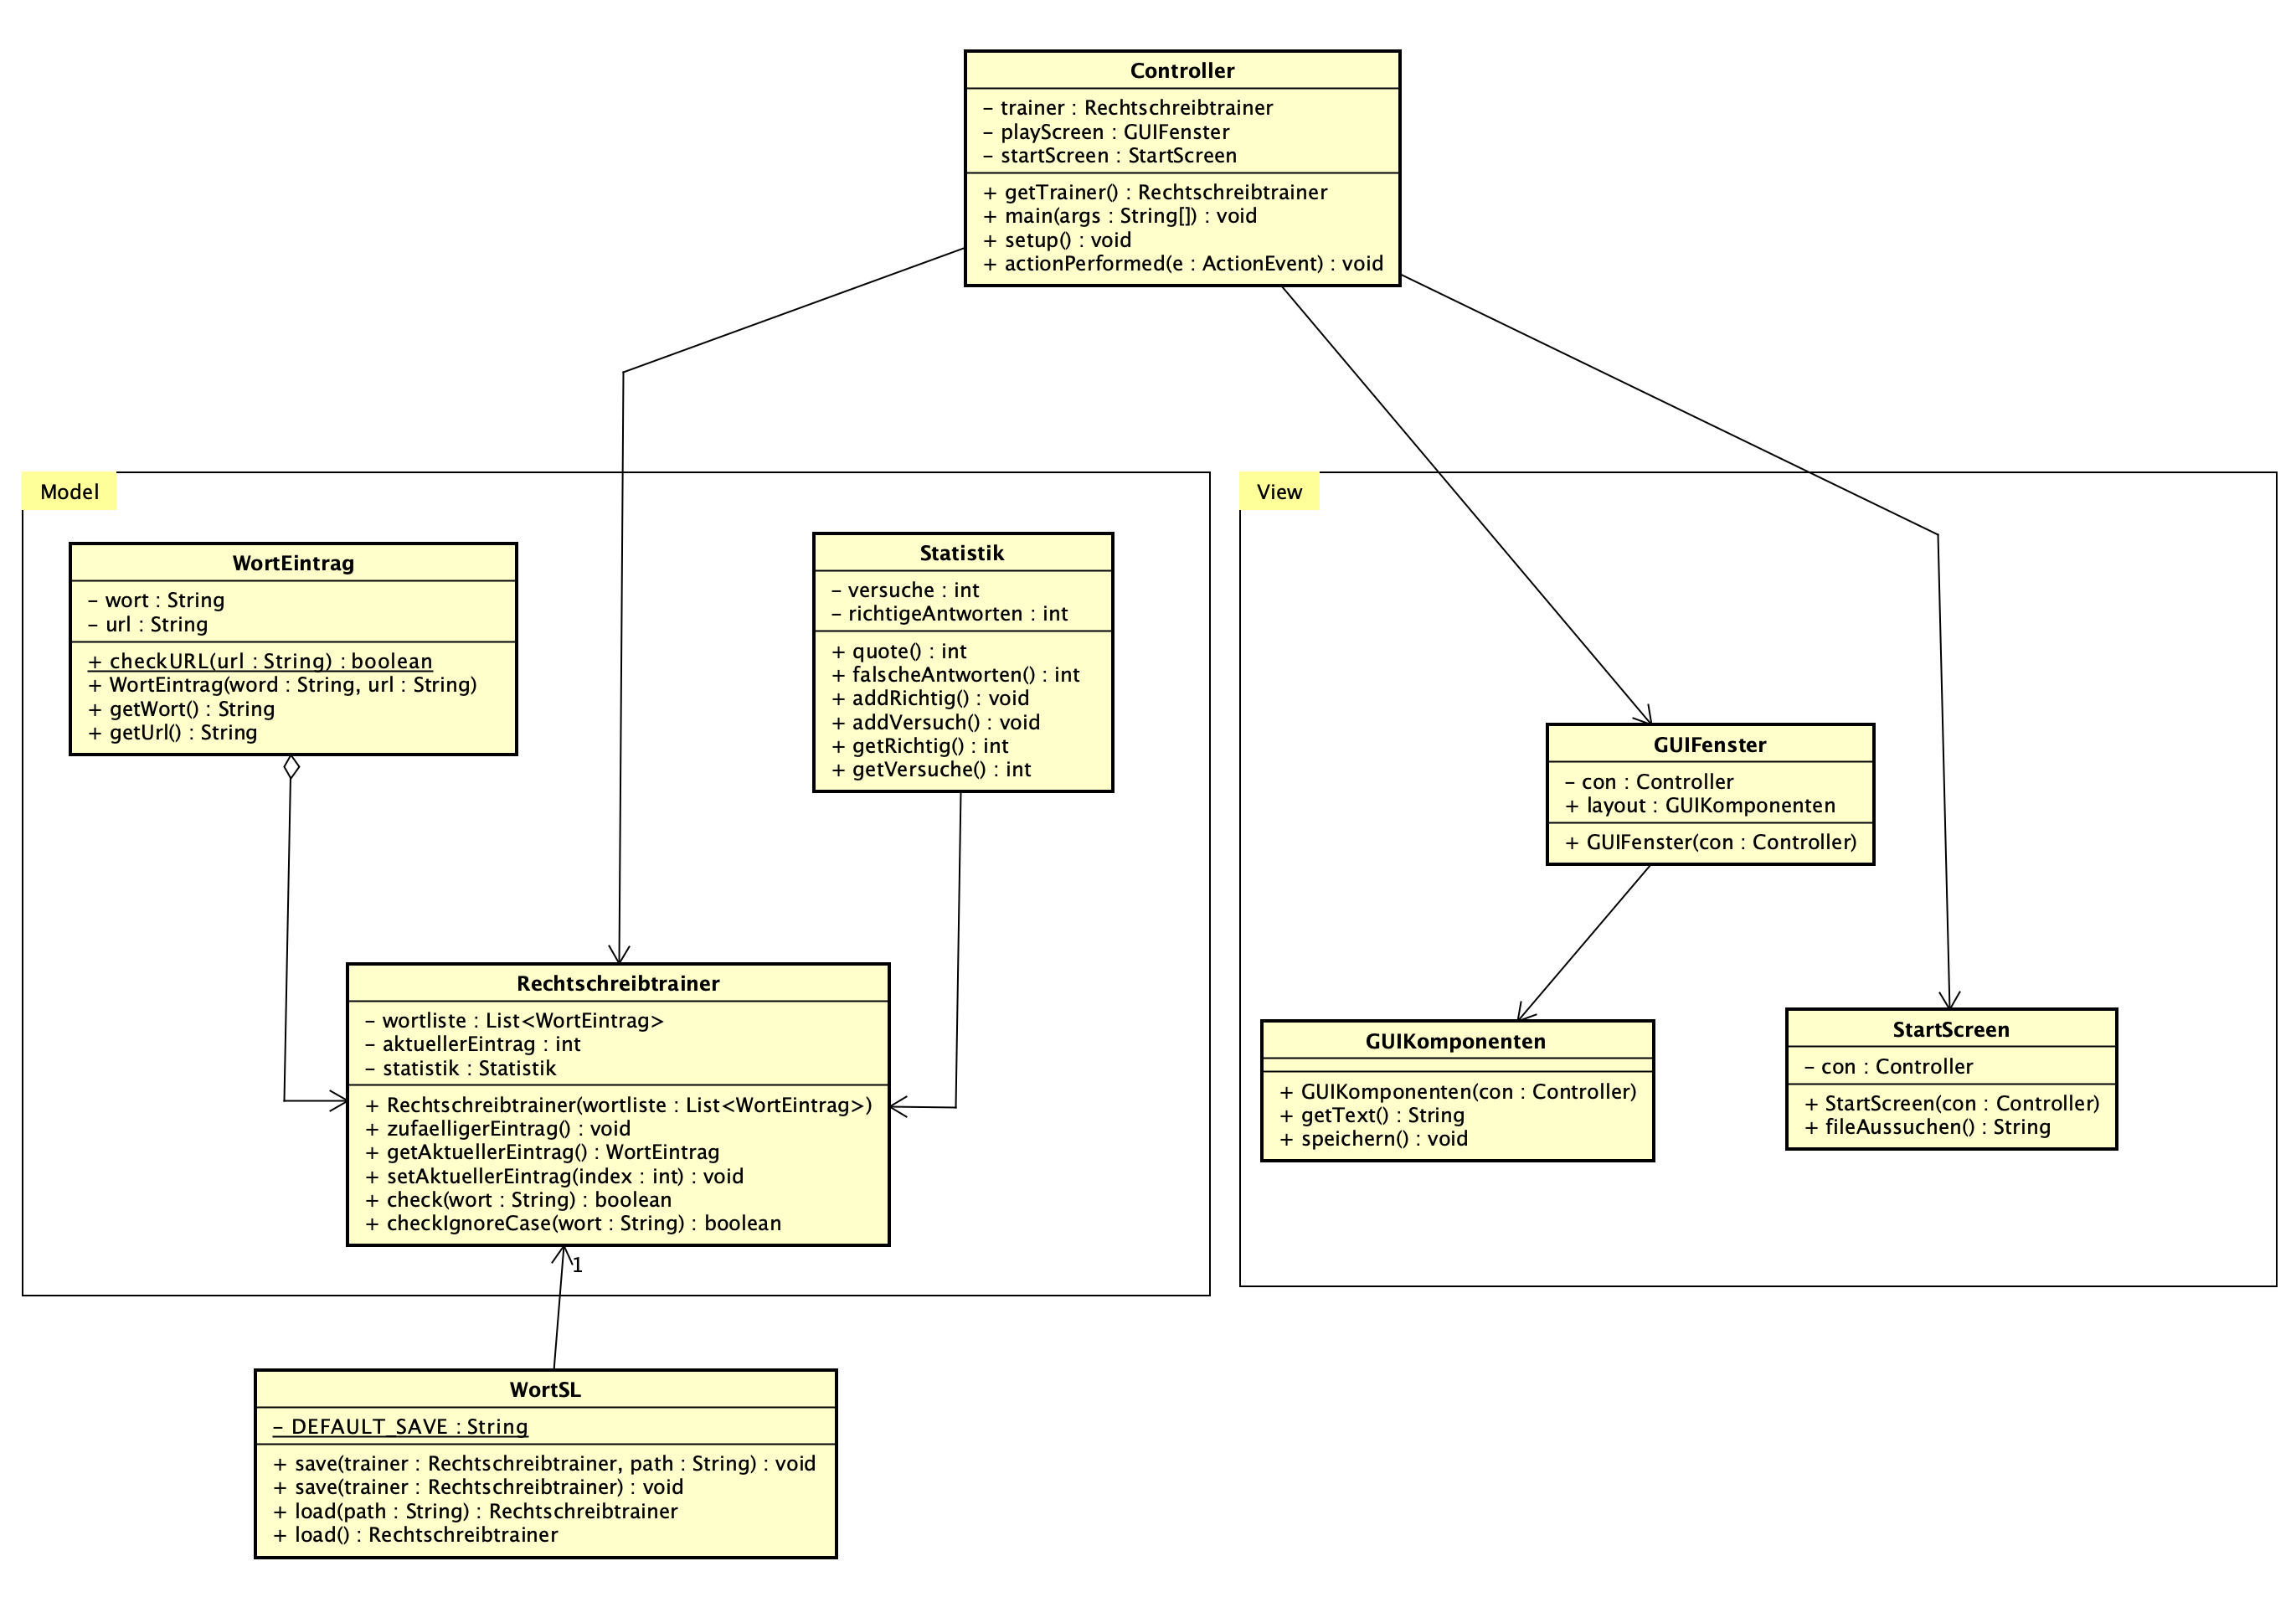 Controller
– trainer : Rechtschreibtrainer
– playScreen : GUIFenster
– startScreen : StartScreen
+ getTrainer() : Rechtschreibtrainer
+ main(args : String[]) : void
+ setup() : void
+ actionPerformed(e : ActionEvent) : void
Model
WortEintrag
– wort : String
– url : String
+ checkURL(url : String) : boolean
+ WortEintrag(word : String, url : String)
+ getWort() : String
+ getUrl() : String
Statistik
– versuche : int
– richtigeAntworten : int
+ quote() : int
+ falscheAntworten() : int
+ addRichtig() : void
+ addVersuch() : void
+ getRichtig() : int
+ getVersuche() : int
Rechtschreibtrainer
– wortliste : List<WortEintrag>
– aktuellerEintrag : int
– statistik : Statistik
+ Rechtschreibtrainer(wortliste : List<WortEintrag>)
+ zufaelligerEintrag() : void
+ getAktuellerEintrag() : WortEintrag
+ setAktuellerEintrag(index : int) : void
+ check(wort : String) : boolean
+ checkIgnoreCase(wort : String) : boolean
1
WortSL
– DEFAULT_SAVE : String
+ save(trainer : Rechtschreibtrainer, path : String) : void
+ save(trainer : Rechtschreibtrainer) : void
+ load(path : String) : Rechtschreibtrainer
+ load() : Rechtschreibtrainer
View
GUIFenster
– con : Controller
+ layout : GUIKomponenten
+ GUIFenster(con : Controller)
GUIKomponenten
+ GUIKomponenten(con : Controller)
+ getText() : String
+ speichern() : void
StartScreen
– con : Controller
+ StartScreen(con : Controller)
+ fileAussuchen() : String